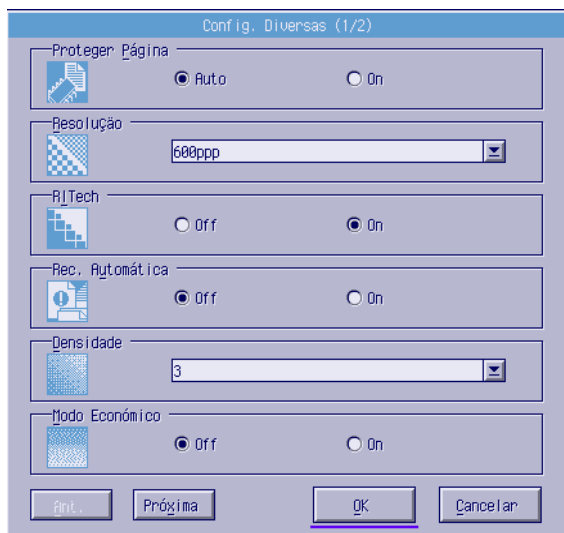 Config. Diversas (1/2)
Proteger Página
Auto On
Resolução
600ppp
RITech
Off On
Rec. Automática
Off On
Densidade
3
Modo Económico
Off On
Ant. Próxima OK Cancelar